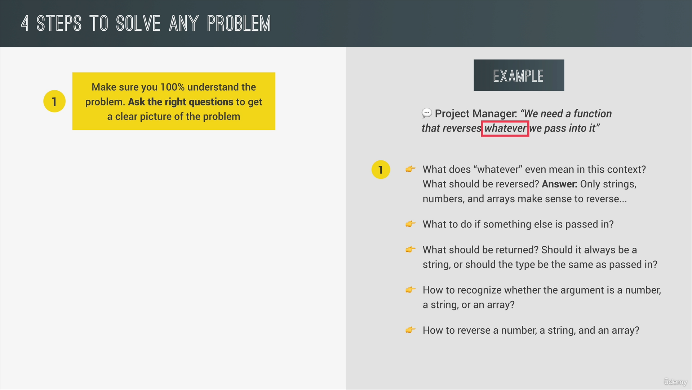 4 STEPS TO SOLVE ANY PROBLEM
1
Make sure you 100% understand the
problem. Ask the right questions to get
a clear picture of the problem
EXAMPLE
💬 Project Manager: “We need a function
that reverses whatever we pass into it”
1
👉 What does “whatever” even mean in this context?
What should be reversed? Answer: Only strings,
numbers, and arrays make sense to reverse...
👉 What to do if something else is passed in?
👉 What should be returned? Should it always be a
string, or should the type be the same as passed in?
👉 How to recognize whether the argument is a number,
a string, or an array?
👉 How to reverse a number, a string, and an array?
Udemy